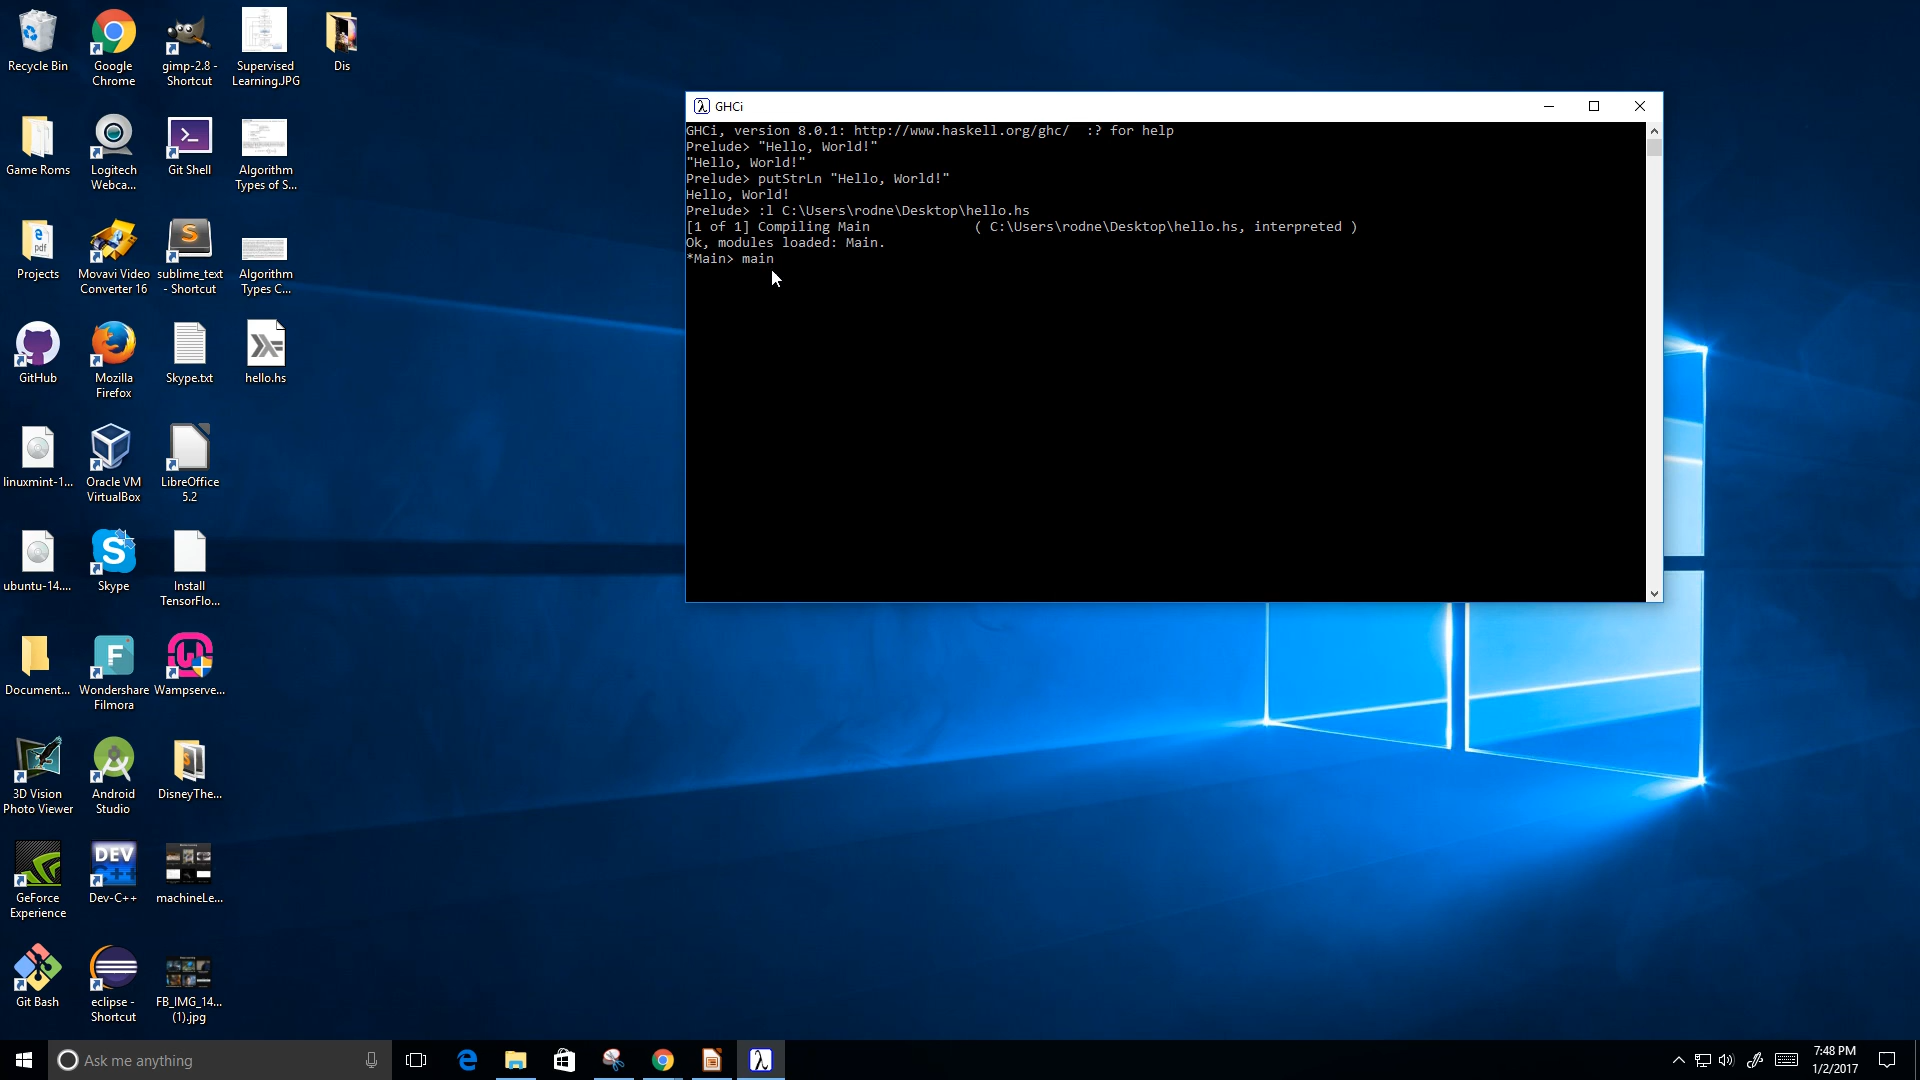 Recycle Bin
Google
Chrome
gimp-2.8 -
Shortcut
Supervised
Learning.JPG
Dis
Game Roms
Logitech
Webca...
Git Shell
Algorithm
Types of S...
Projects
Movavi Video
Converter 16
sublime_text
- Shortcut
Algorithm
Types C...
GitHub
Mozilla
Firefox
Skype.txt
hello.hs
linuxmint-1...
Oracle VM
VirtualBox
LibreOffice
5.2
ubuntu-14....
Skype
Install
TensorFlo...
Document...
Wondershare
Filmora
Wampserve...
3D Vision
Photo Viewer
Android
Studio
DisneyThe...
GeForce
Experience
DEV
C++
Dev-C++
machineLe...
Git Bash
eclipse -
Shortcut
FB_IMG_14...
(1).jpg
GHCi
GHCi, version 8.0.1: http://www.haskell.org/ghc/  :? for help
Prelude> "Hello, World!"
"Hello, World!"
Prelude> putStrLn "Hello, World!"
Hello, World!
Prelude> :l C:\Users\rodne\Desktop\hello.hs
[1 of 1] Compiling Main             ( C:\Users\rodne\Desktop\hello.hs, interpreted )
Ok, modules loaded: Main.
*Main> main
Ask me anything
7:48 PM
1/2/2017